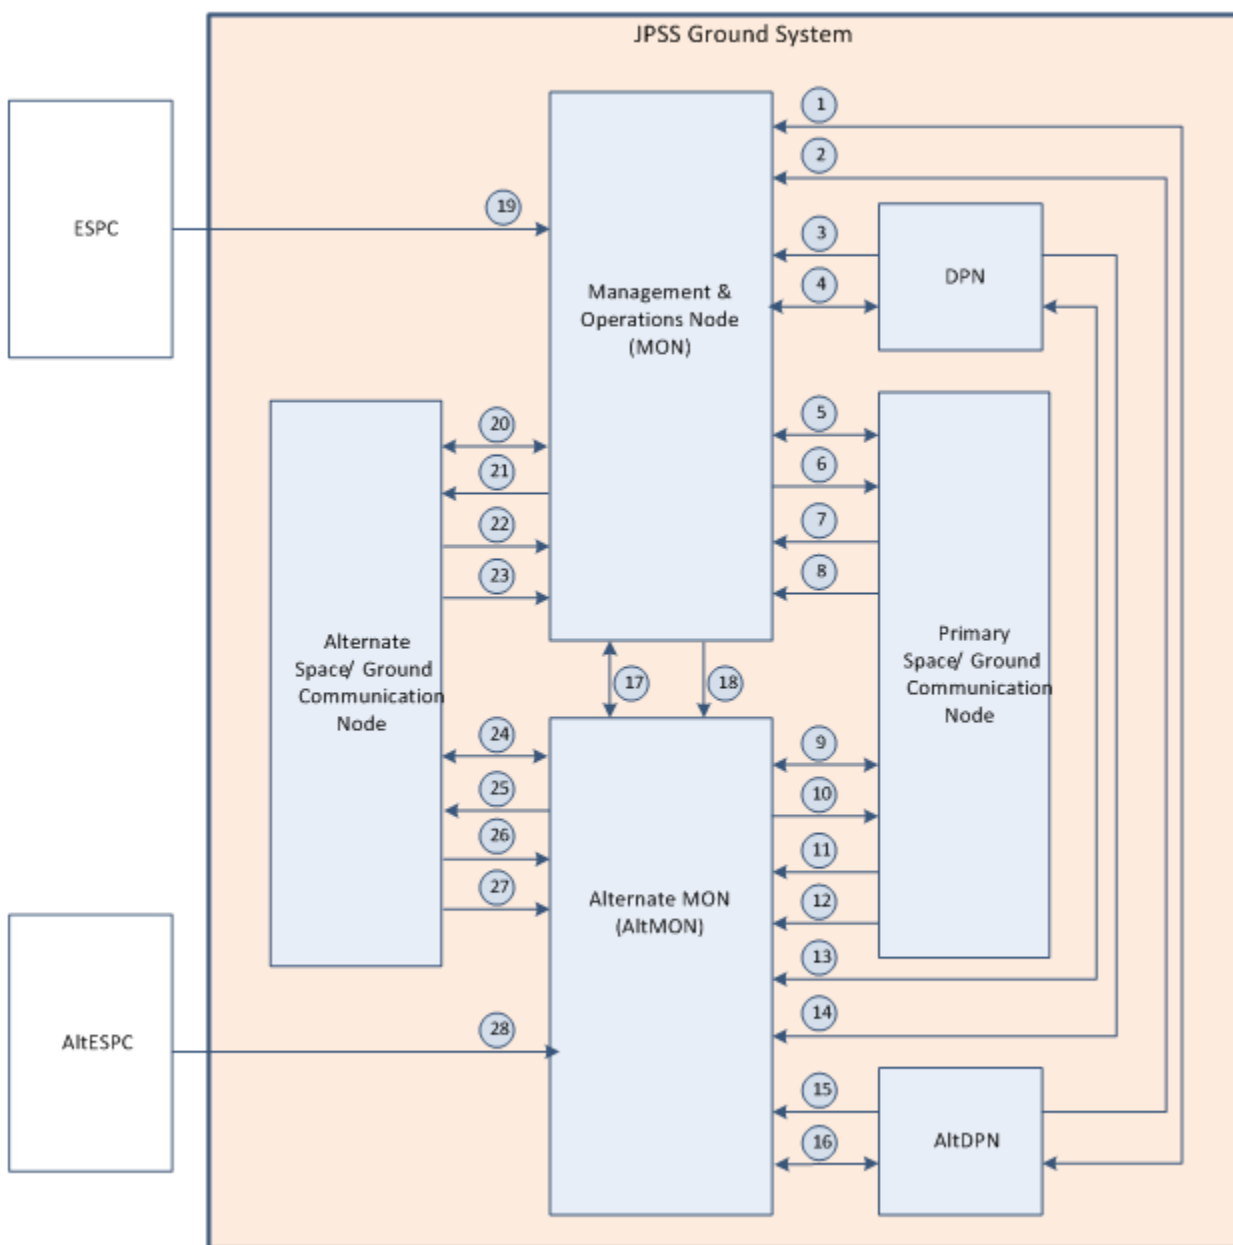 JPSS Ground System
1
2
ESPC
19
3
4
DPN
Management &
Operations Node
(MON)
20
21
22
23
5
6
7
8
Alternate
Space/ Ground
Communication
Node
Primary
Space/ Ground
Communication
Node
17
18
24
25
26
27
9
10
11
12
13
14
Alternate MON
(AltMON)
AltESPC
28
15
16
AltDPN